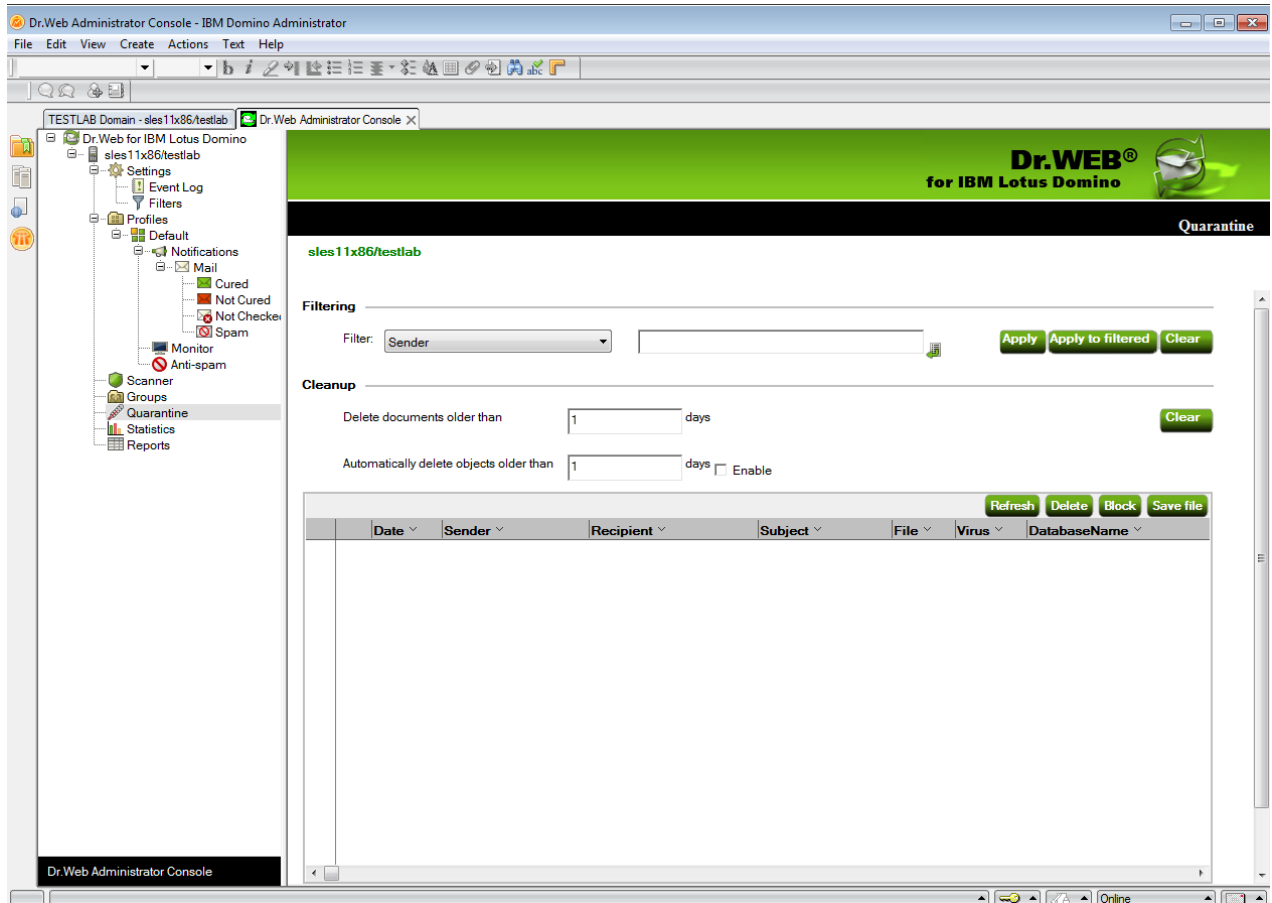 Dr.Web Administrator Console - IBM Domino Administrator
File Edit View Create Actions Text Help
b i
abc
TESTLAB Domain - sles11x86/testlab Dr.Web Administrator Console
Dr.Web for IBM Lotus Domino
sles11x86/testlab
Settings
Event Log
Filters
Profiles
Default
Notifications
Mail
Cured
Not Cured
Not Checked
Spam
Monitor
Anti-spam
Scanner
Groups
Quarantine
Statistics
Reports
Dr.Web Administrator Console
Dr.WEB®
for IBM Lotus Domino
Quarantine
sles11x86/testlab
Filtering
Filter: Sender Apply Apply to filtered Clear
Cleanup
Delete documents older than 1 days Clear
Automatically delete objects older than 1 days Enable
Refresh Delete Block Save file
Date Sender Recipient Subject File Virus DatabaseName
Online